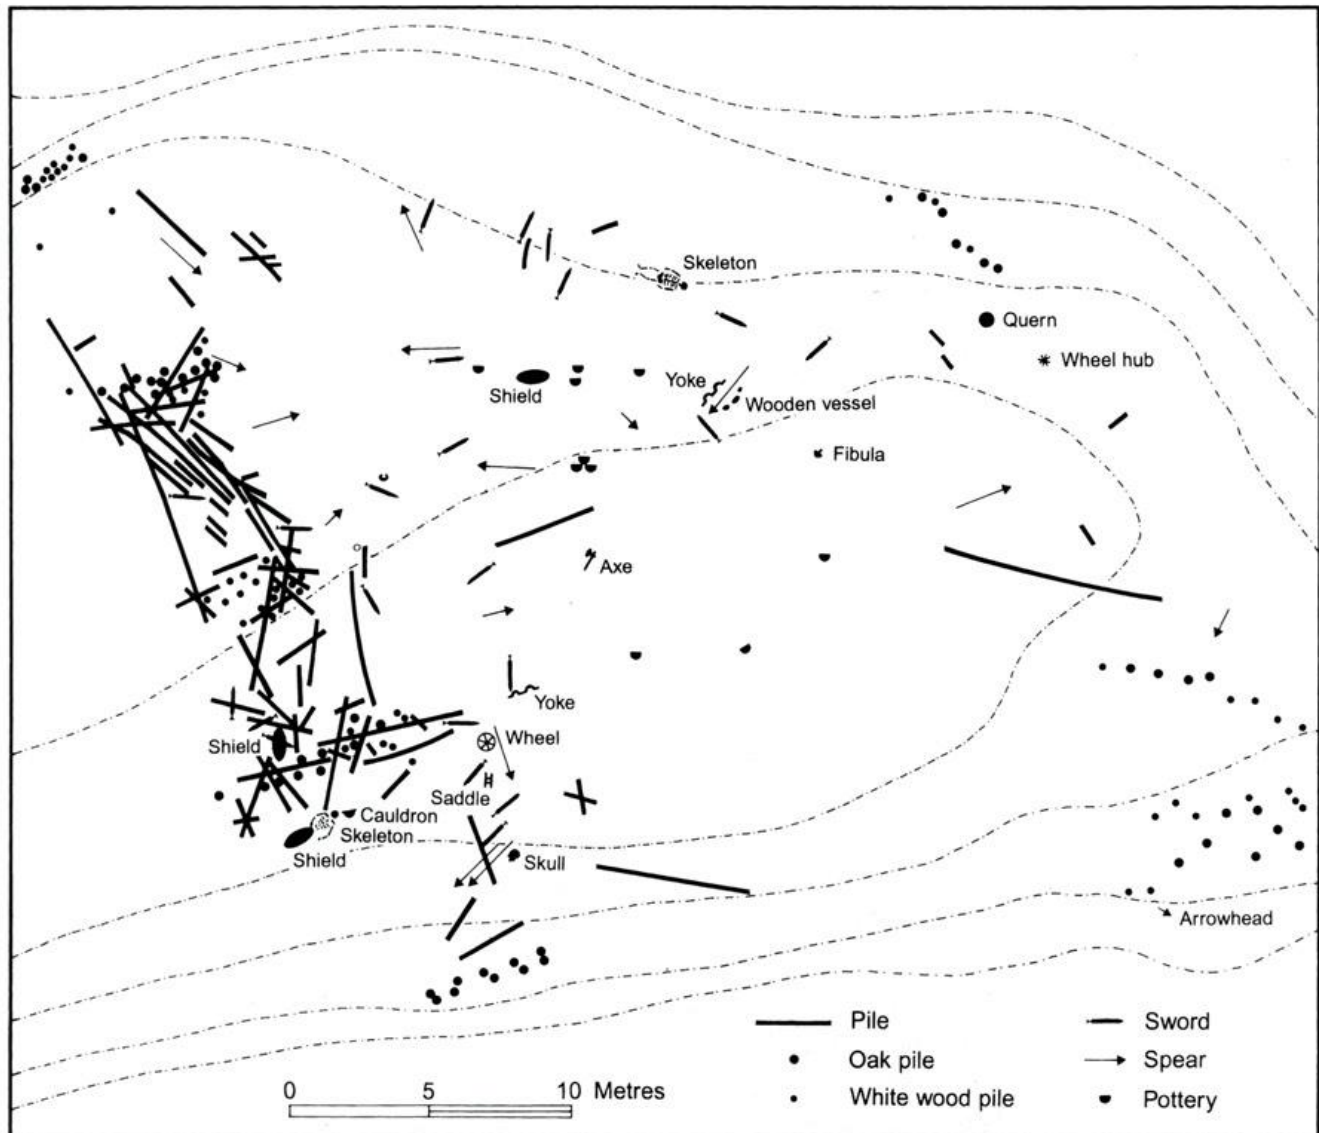 Skeleton
Quern
Wheel hub
Yoke
Shield
Wooden vessel
Fibula
Axe
Yoke
Shield
Wheel
Saddle
Cauldron
Skeleton
Shield
Skull
Arrowhead
Pile
Sword
Oak pile
Spear
White wood pile
Pottery
0 5 10 Metres